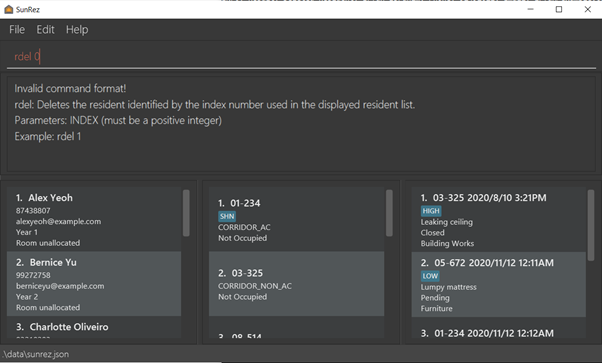 SunRez
File Edit Help
rdel 0
Invalid command format!
rdel: Deletes the resident identified by the index number used in the displayed resident list.
Parameters: INDEX (must be a positive integer)
Example: rdel 1
1. Alex Yeoh
87438807
alexyeoh@example.com
Year 1
Room unallocated
2. Bernice Yu
99272758
berniceyu@example.com
Year 2
Room unallocated
3. Charlotte Oliveiro
1. 01-234
SHN
CORRIDOR_AC
Not Occupied
2. 03-325
CORRIDOR_NON_AC
Not Occupied
3. 08-514
1. 03-325 2020/8/10 3:21PM
HIGH
Leaking ceiling
Closed
Building Works
2. 05-672 2020/11/12 12:11AM
LOW
Lumpy mattress
Pending
Furniture
3. 01-234 2020/11/12 12:12AM
.\data\sunrez.json